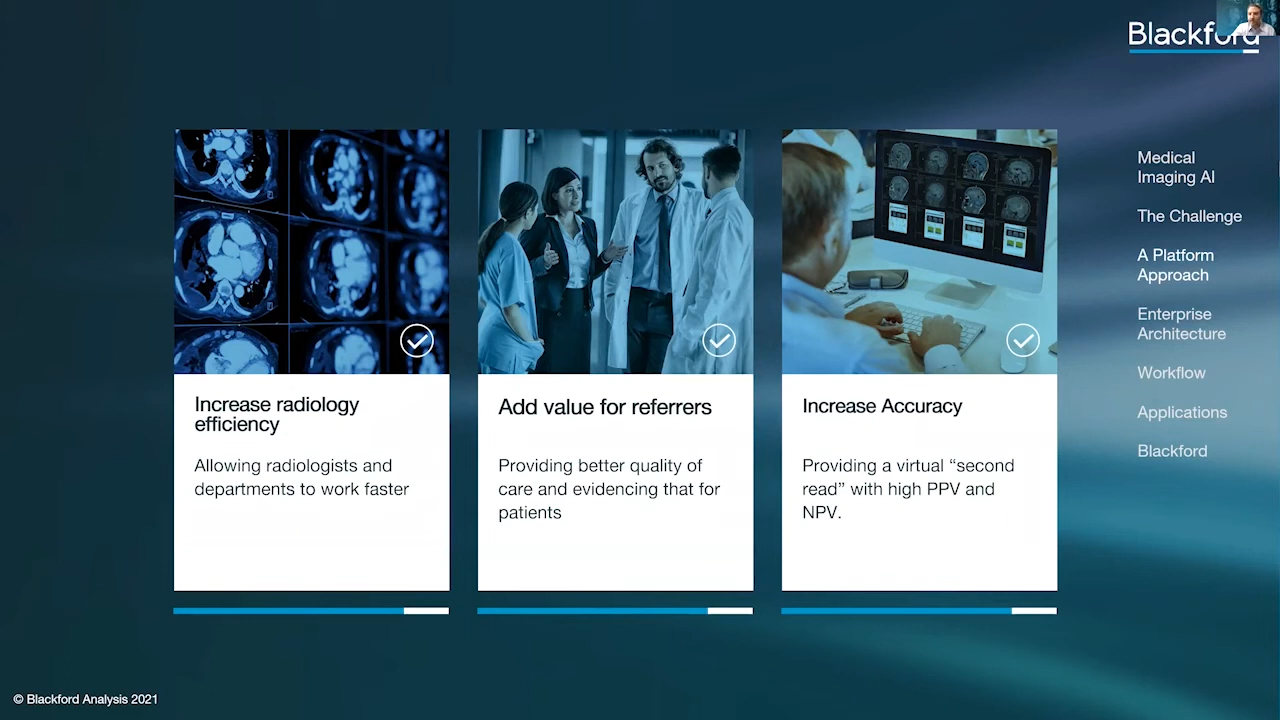 Blackford
Medical
Imaging AI
The Challenge
A Platform
Approach
Enterprise
Architecture
Workflow
Applications
Blackford
Increase radiology
efficiency
Allowing radiologists and
departments to work faster
Add value for referrers
Providing better quality of
care and evidencing that for
patients
Increase Accuracy
Providing a virtual “second
read” with high PPV and
NPV.
© Blackford Analysis 2021